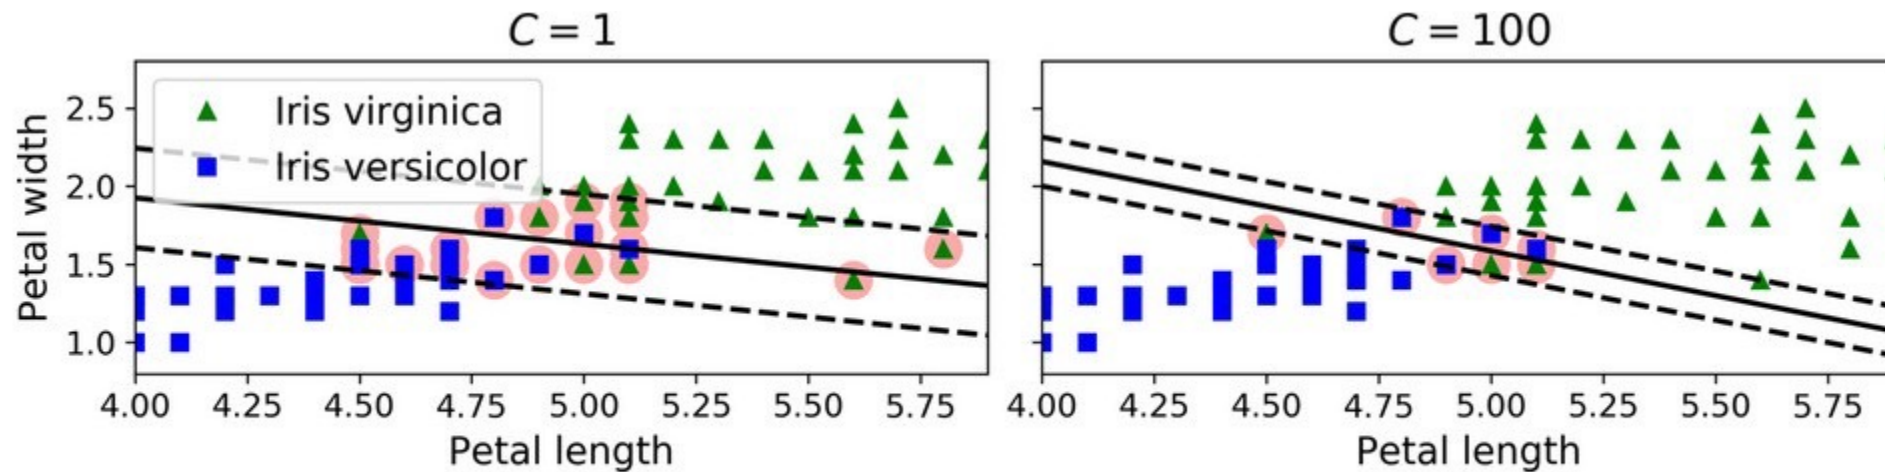 C = 1
C = 100
Iris virginica
Iris versicolor
Petal width
2.5
2.0
1.5
1.0
4.00 4.25 4.50 4.75 5.00 5.25 5.50 5.75
4.00 4.25 4.50 4.75 5.00 5.25 5.50 5.75
Petal length
Petal length